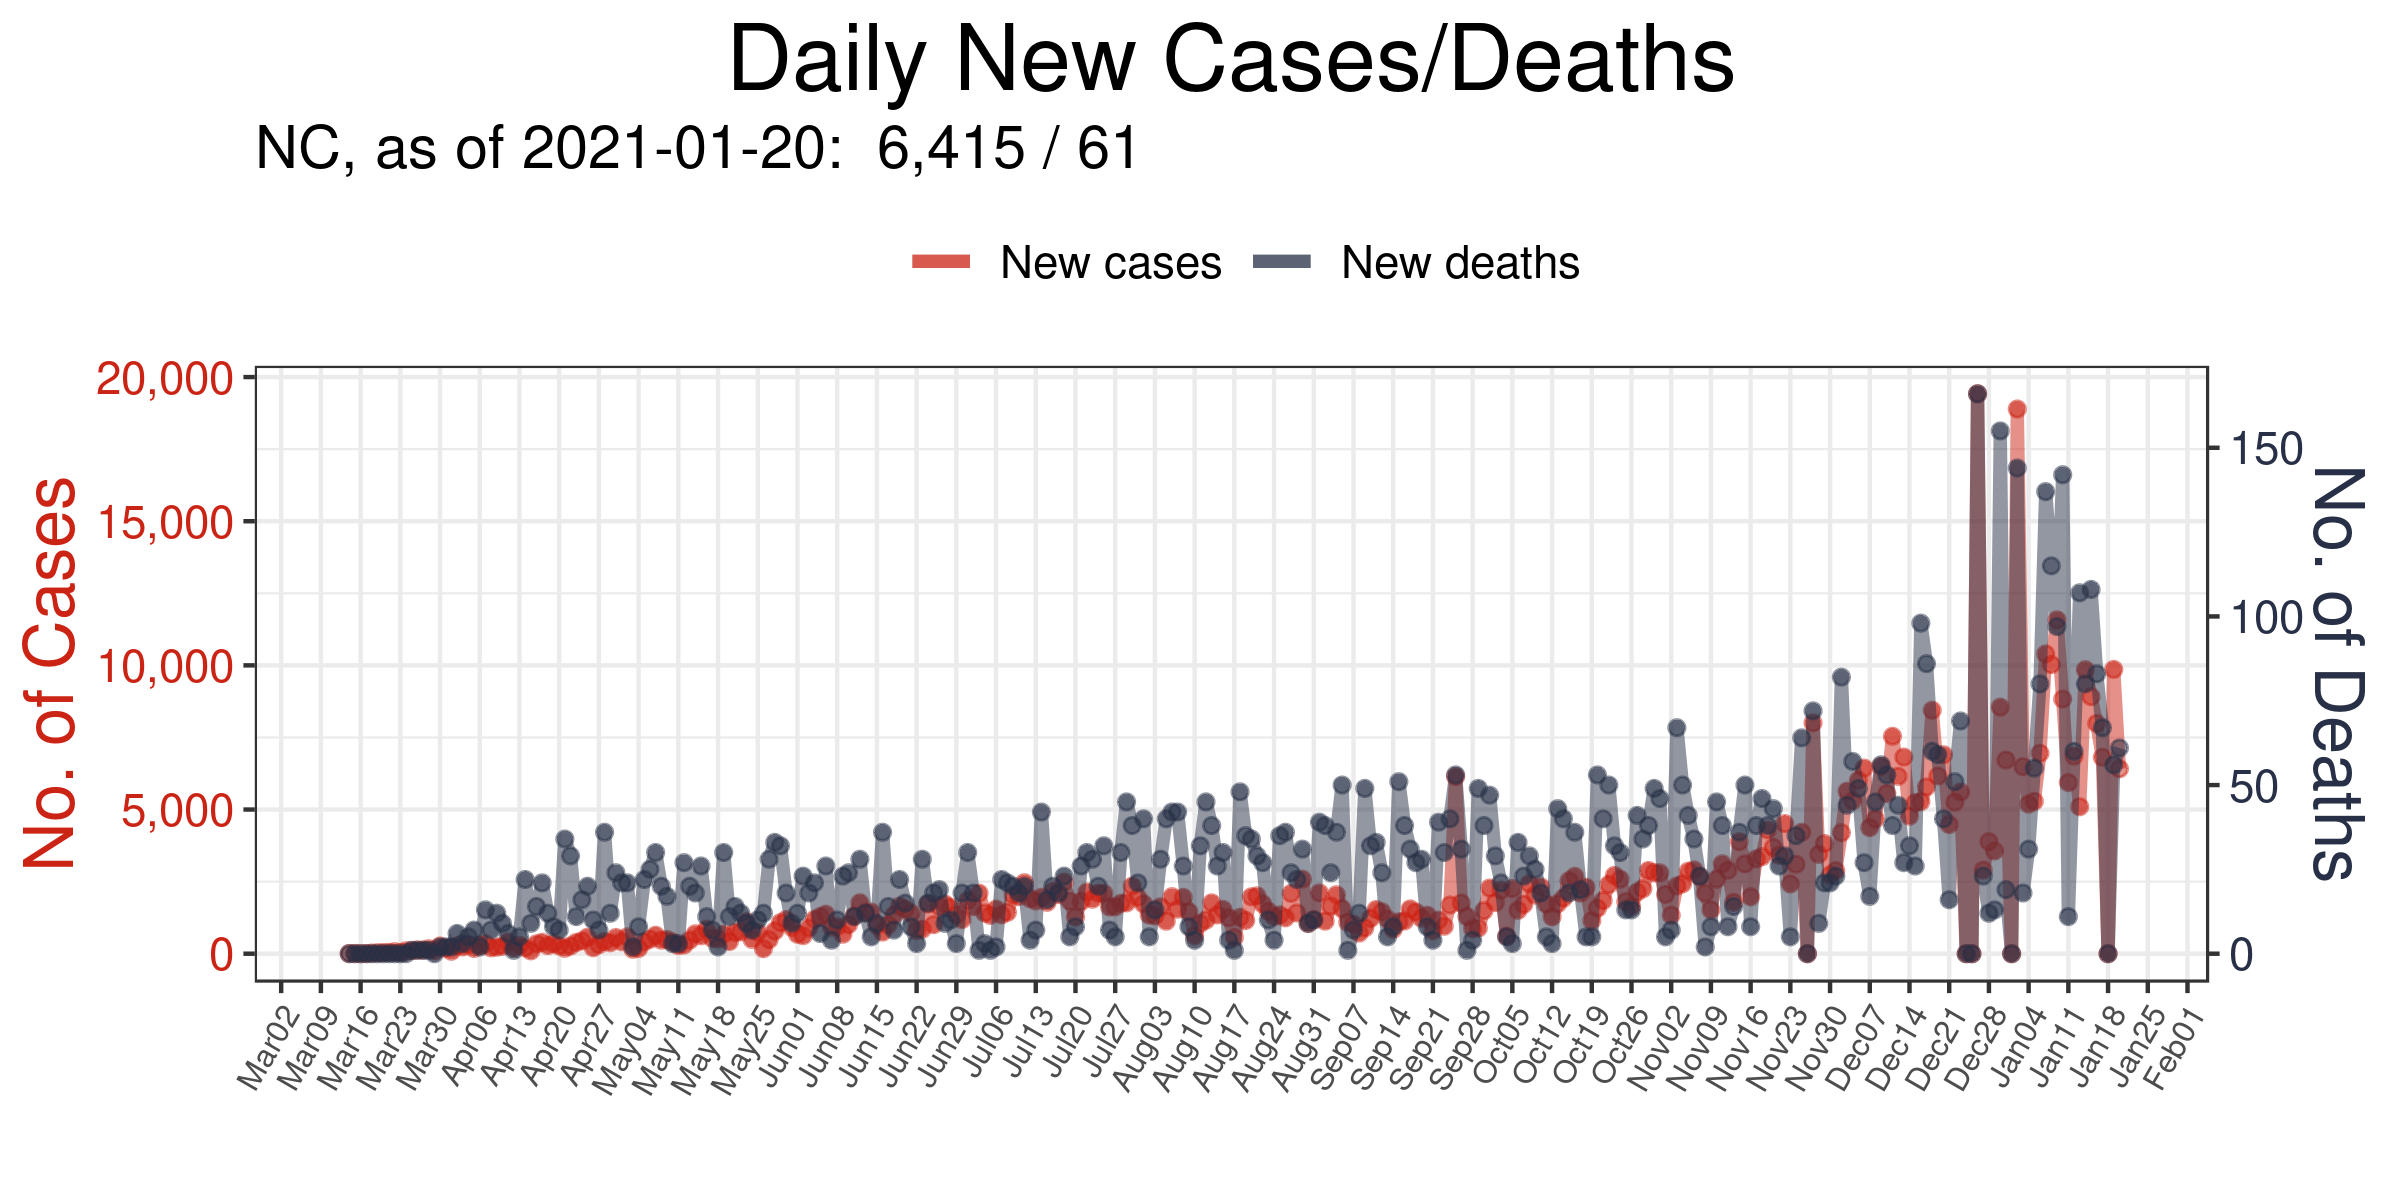 Daily New Cases/Deaths
NC, as of 2021-01-20:  6,415 / 61
New cases
New deaths
No. of Cases
20,000
15,000
10,000
5,000
0
150
100
50
0
No. of Deaths
Mar02
Mar09
Mar16
Mar23
Mar30
Apr06
Apr13
Apr20
Apr27
May04
May11
May18
May25
Jun01
Jun08
Jun15
Jun22
Jun29
Jul06
Jul13
Jul20
Jul27
Aug03
Aug10
Aug17
Aug24
Aug31
Sep07
Sep14
Sep21
Sep28
Oct05
Oct12
Oct19
Oct26
Nov02
Nov09
Nov16
Nov23
Nov30
Dec07
Dec14
Dec21
Dec28
Jan04
Jan11
Jan18
Jan25
Feb01